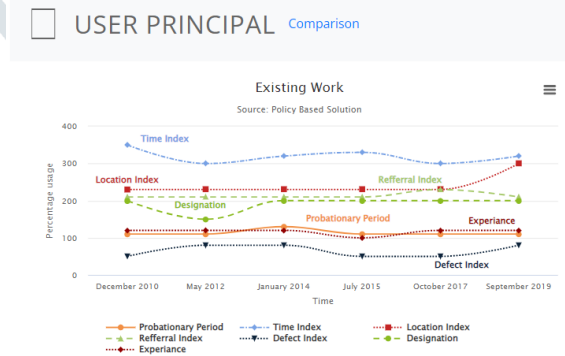 USER PRINCIPAL Comparison
Existing Work
Source: Policy Based Solution
400
300
200
100
0
Percentage usage
Time Index
Location Index
Refferral Index
Designation
Probationary Period
Experiance
Defect Index
December 2010 May 2012 January 2014 July 2015 October 2017 September 2019
Time
Probationary Period Time Index Location Index
Refferral Index Defect Index Designation
Experiance